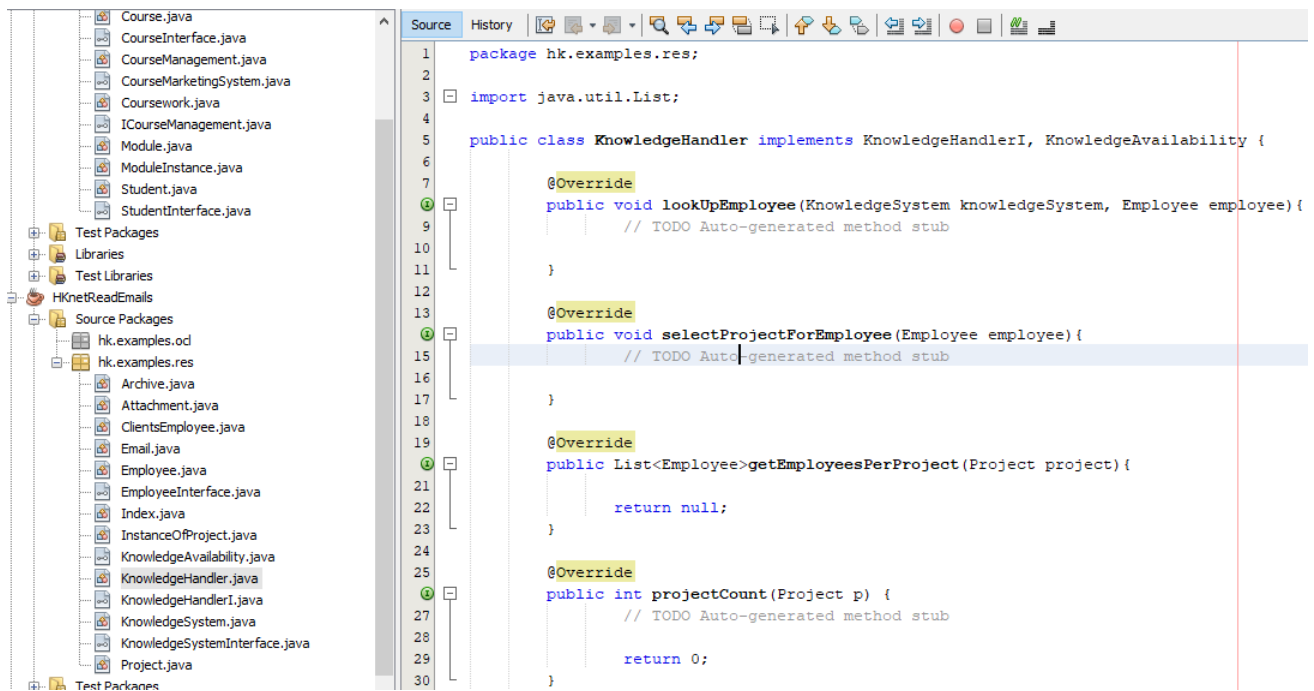 Course.java
CourseInterface.java
CourseManagement.java
CourseMarketingSystem.java
Coursework.java
ICourseManagement.java
Module.java
ModuleInstance.java
Student.java
StudentInterface.java
Test Packages
Libraries
Test Libraries
HKnetReadEmails
Source Packages
hk.examples.ocl
hk.examples.res
Archive.java
Attachment.java
ClientsEmployee.java
Email.java
Employee.java
EmployeeInterface.java
Index.java
InstanceOfProject.java
KnowledgeAvailability.java
KnowledgeHandler.java
KnowledgeHandlerI.java
KnowledgeSystem.java
KnowledgeSystemInterface.java
Project.java
Test Packages
Source History
1 package hk.examples.res;
2
3 import java.util.List;
4
5 public class KnowledgeHandler implements KnowledgeHandlerI, KnowledgeAvailability {
6
7 @Override
public void lookUpEmployee(KnowledgeSystem knowledgeSystem, Employee employee){
9 // TODO Auto-generated method stub
10
11 }
12
13 @Override
public void selectProjectForEmployee(Employee employee){
15 // TODO Auto-generated method stub
16
17 }
18
19 @Override
public List<Employee>getEmployeesPerProject(Project project){
21
22 return null;
23 }
24
25 @Override
public int projectCount(Project p) {
27 // TODO Auto-generated method stub
28
29 return 0;
30 }